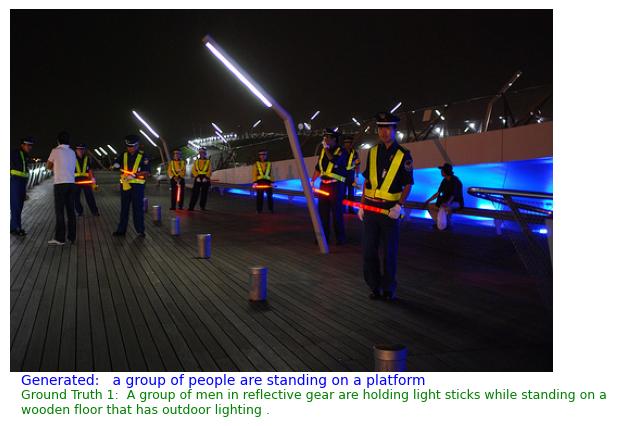 Generated:   a group of people are standing on a platform
Ground Truth 1:  A group of men in reflective gear are holding light sticks while standing on a
wooden floor that has outdoor lighting .